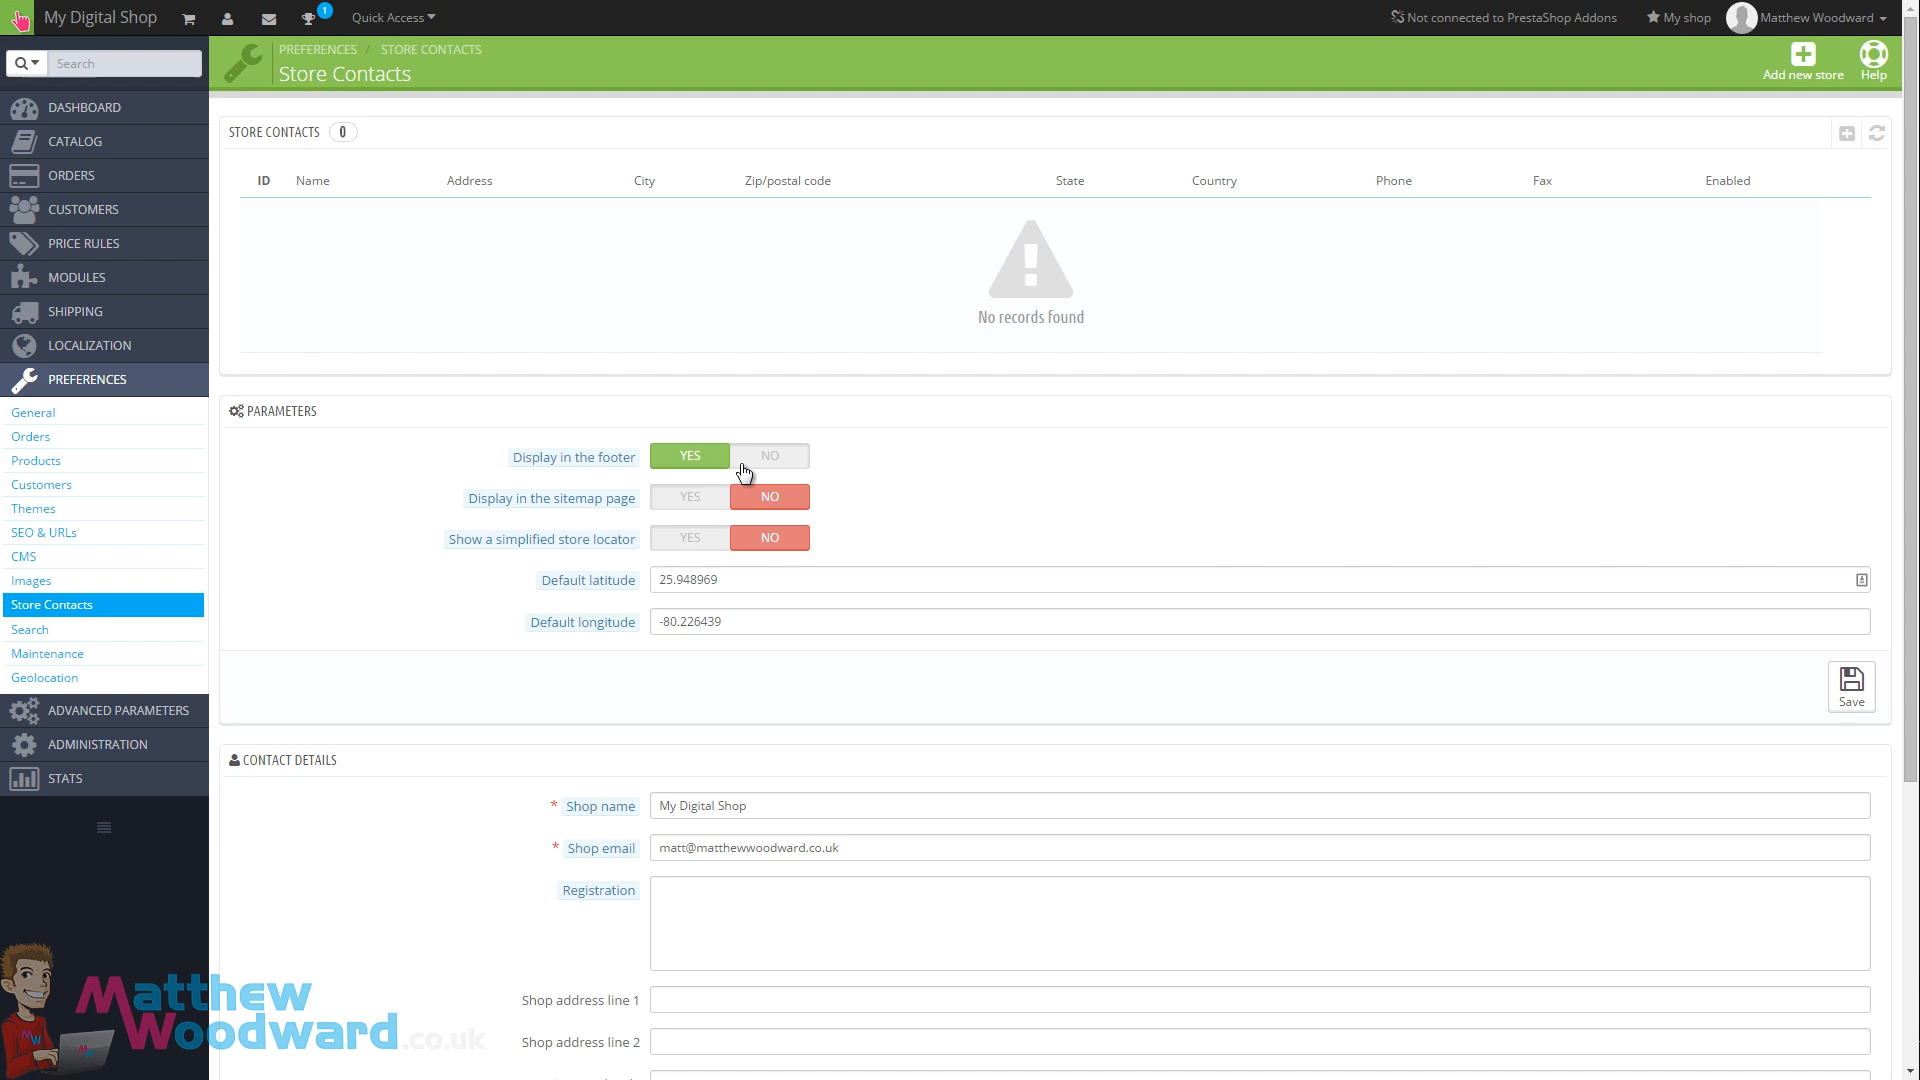 My Digital Shop
1
Quick Access
Not connected to PrestaShop Addons
My shop
Matthew Woodward
Search
PREFERENCES / STORE CONTACTS
Store Contacts
Add new store
Help
DASHBOARD
CATALOG
ORDERS
CUSTOMERS
PRICE RULES
MODULES
SHIPPING
LOCALIZATION
PREFERENCES
General
Orders
Products
Customers
Themes
SEO & URLs
CMS
Images
Store Contacts
Search
Maintenance
Geolocation
ADVANCED PARAMETERS
ADMINISTRATION
STATS
STORE CONTACTS 0
ID Name Address City Zip/postal code State Country Phone Fax Enabled
No records found
PARAMETERS
Display in the footer YES NO
Display in the sitemap page YES NO
Show a simplified store locator YES NO
Default latitude 25.948969
Default longitude -80.226439
Save
CONTACT DETAILS
* Shop name My Digital Shop
* Shop email matt@matthewwoodward.co.uk
Registration
Shop address line 1
Shop address line 2
Matthew
Woodward.co.uk
MW